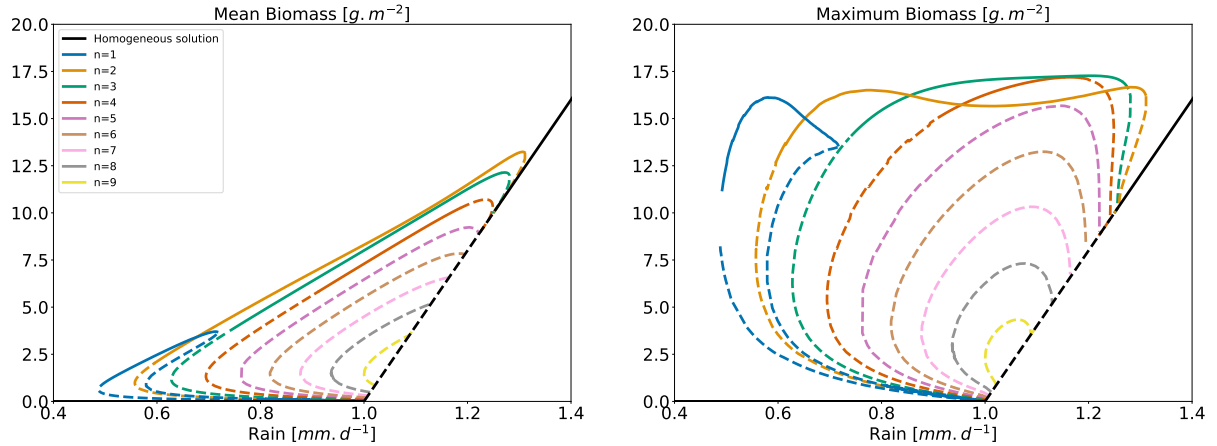 Mean Biomass [g.m⁻²]
20.0
17.5
15.0
12.5
10.0
7.5
5.0
2.5
0.0
Homogeneous solution
n=1
n=2
n=3
n=4
n=5
n=6
n=7
n=8
n=9
0.4 0.6 0.8 1.0 1.2 1.4
Rain [mm.d⁻¹]
Maximum Biomass [g.m⁻²]
20.0
17.5
15.0
12.5
10.0
7.5
5.0
2.5
0.0
0.4 0.6 0.8 1.0 1.2 1.4
Rain [mm.d⁻¹]